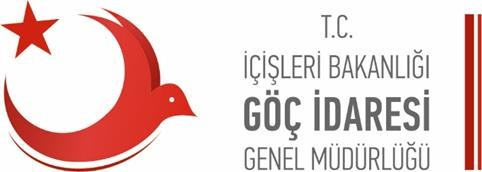 T.C.
İÇİŞLERİ BAKANLIĞI
GÖÇ İDARESİ
GENEL MÜDÜRLÜĞÜ